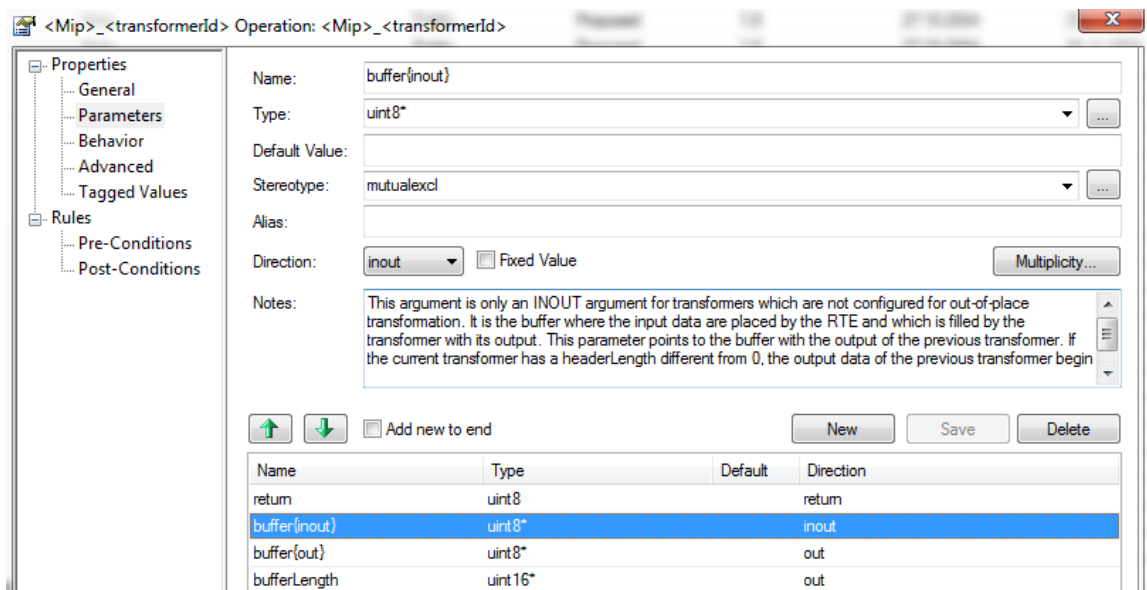 <Mip>_<transformerId> Operation: <Mip>_<transformerId>
Properties
General
Parameters
Behavior
Advanced
Tagged Values
Rules
Pre-Conditions
Post-Conditions
Name: buffer{inout}
Type: uint8*
...
Default Value:
Stereotype: mutualexcl
...
Alias:
Direction: inout Fixed Value Multiplicity...
Notes: This argument is only an INOUT argument for transformers which are not configured for out-of-place
transformation. It is the buffer where the input data are placed by the RTE and which is filled by the
transformer with its output. This parameter points to the buffer with the output of the previous transformer. If
the current transformer has a headerLength different from 0, the output data of the previous transformer begin
Add new to end New Save Delete
Name Type Default Direction
return uint8 return
buffer{inout} uint8* inout
buffer{out} uint8* out
bufferLength uint16* out